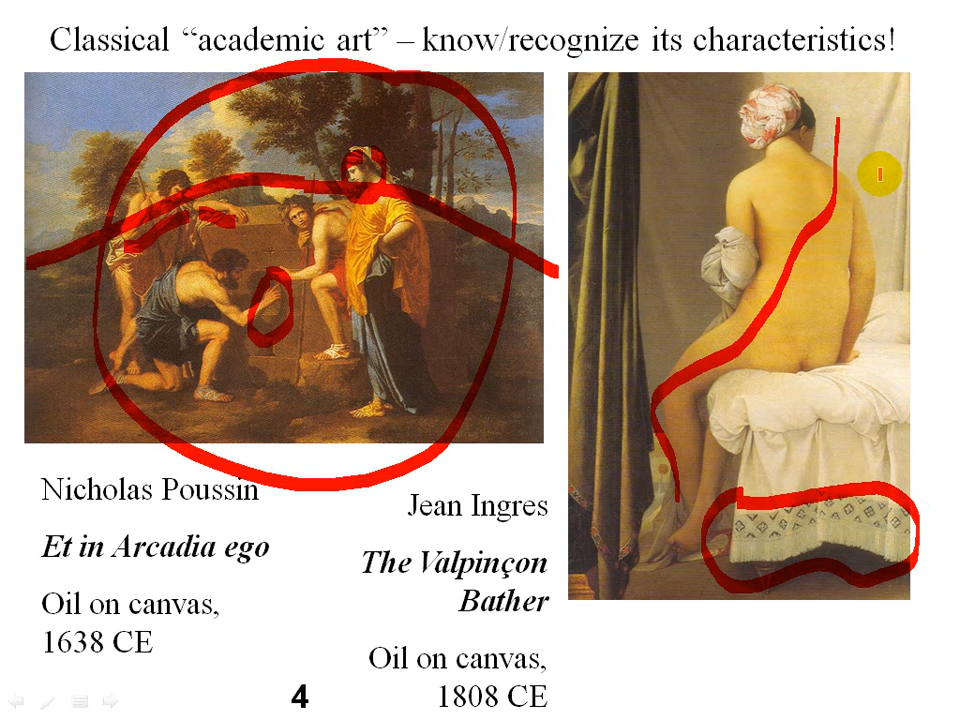 Classical “academic art” – know/recognize its characteristics!
Nicholas Poussin
Et in Arcadia ego
Oil on canvas,
1638 CE
Jean Ingres
The Valpinçon
Bather
Oil on canvas,
1808 CE
4